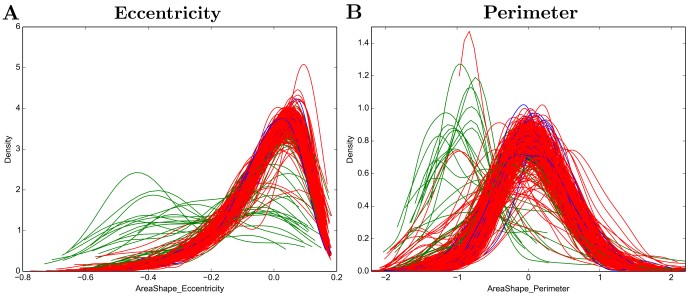 A Eccentricity
Density
6
5
4
3
2
1
0
−0.8 −0.6 −0.4 −0.2 0.0 0.2
AreaShape_Eccentricity
B Perimeter
Density
1.4
1.2
1.0
0.8
0.6
0.4
0.2
0.0
−2 −1 0 1 2
AreaShape_Perimeter